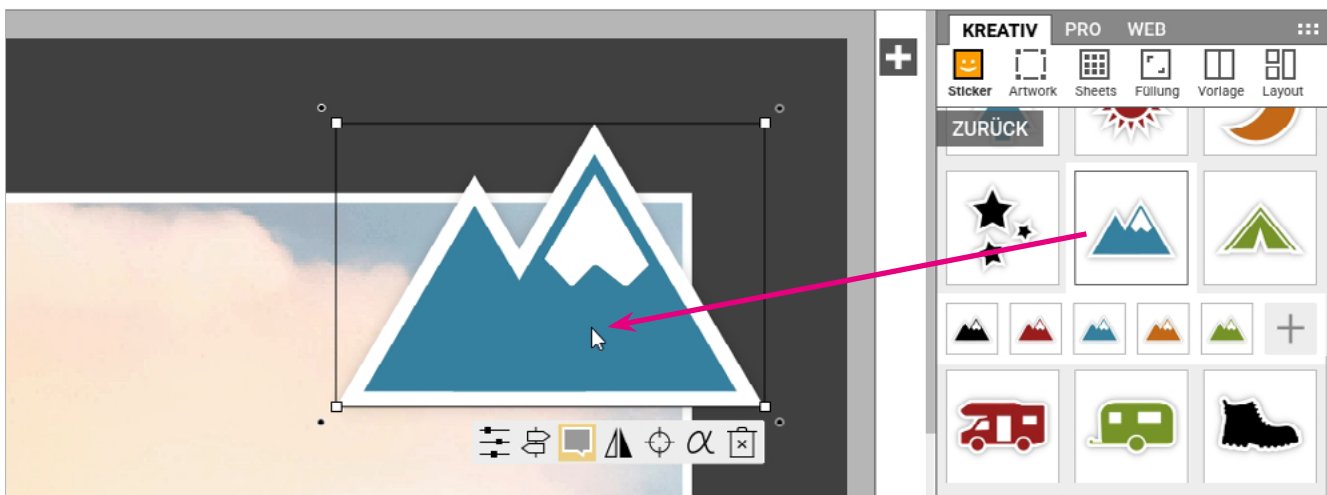 KREATIV PRO WEB
Sticker Artwork Sheets Füllung Vorlage Layout
ZURÜCK
α